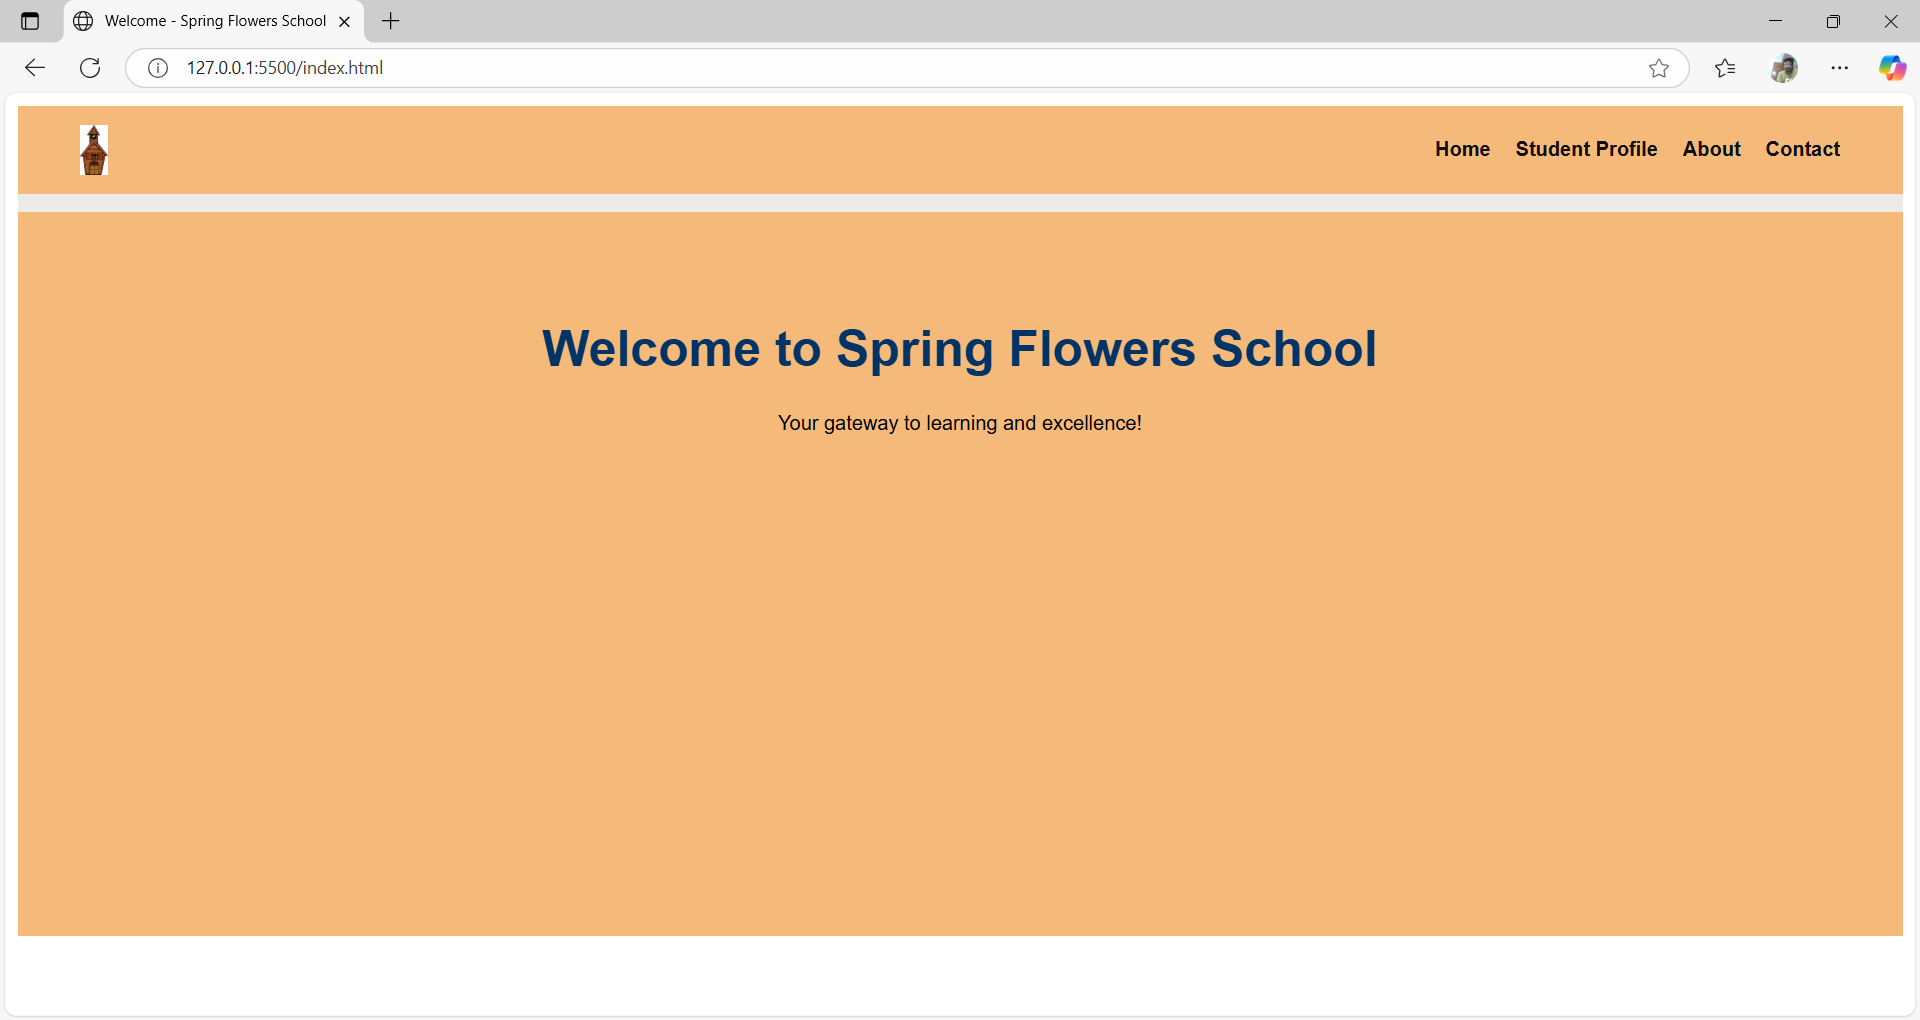 Welcome - Spring Flowers School
127.0.0.1:5500/index.html
Home Student Profile About Contact
Welcome to Spring Flowers School
Your gateway to learning and excellence!